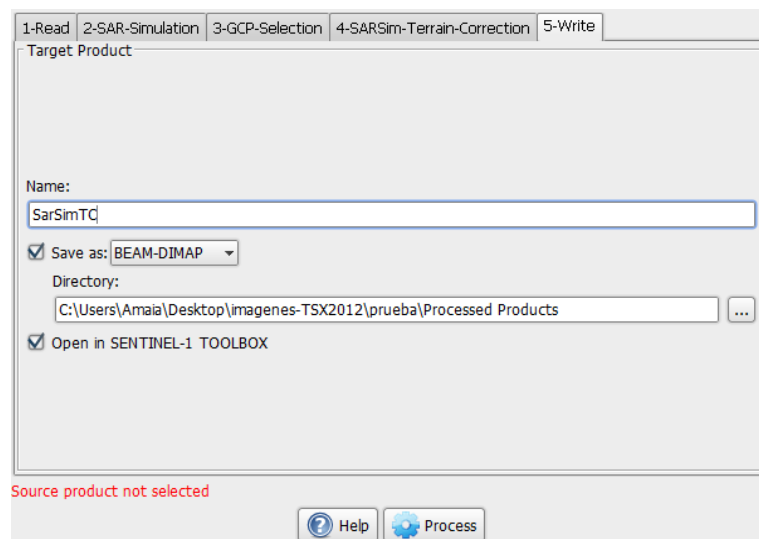 1-Read 2-SAR-Simulation 3-GCP-Selection 4-SARSim-Terrain-Correction 5-Write
Target Product
Name:
SarSimTC
Save as: BEAM-DIMAP
Directory:
C:\Users\Amaia\Desktop\imagenes-TSX2012\prueba\Processed Products ...
Open in SENTINEL-1 TOOLBOX
Source product not selected
Help Process